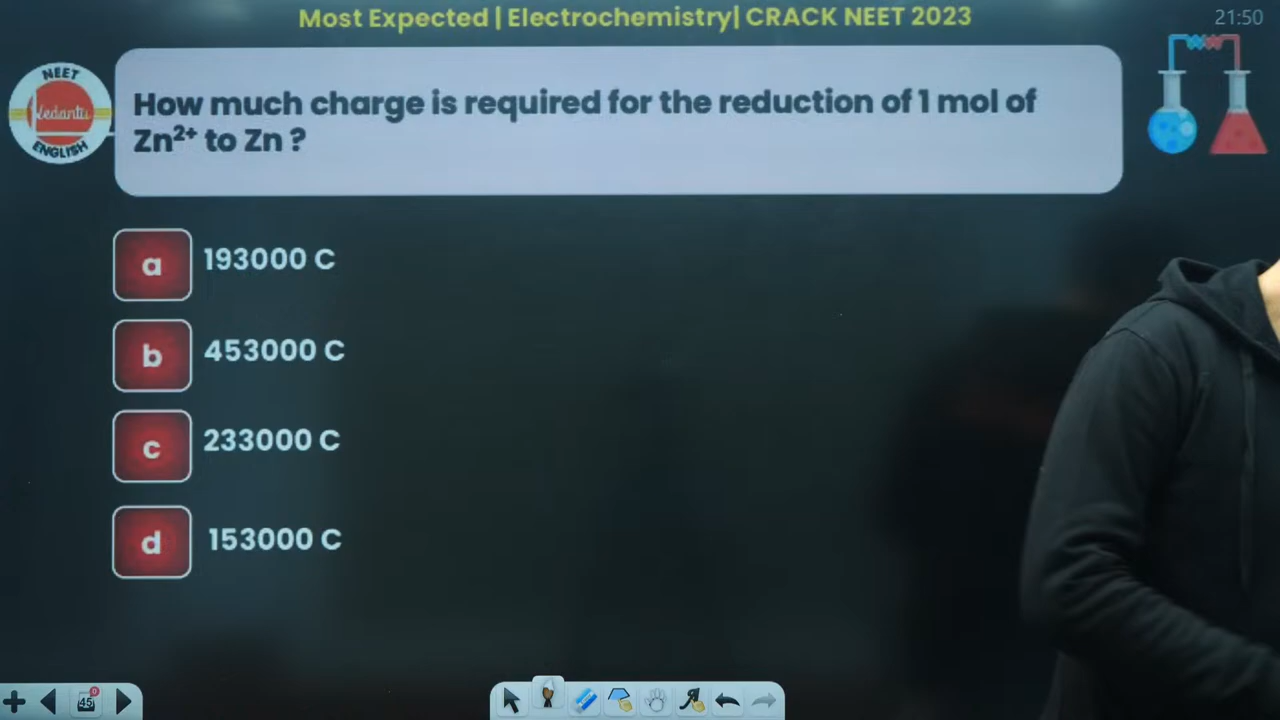 Most Expected | Electrochemistry| CRACK NEET 2023
21:50
NEET
Vedantu
ENGLISH
How much charge is required for the reduction of 1 mol of
Zn²⁺ to Zn ?
a 193000 C
b 453000 C
c 233000 C
d 153000 C
45
0